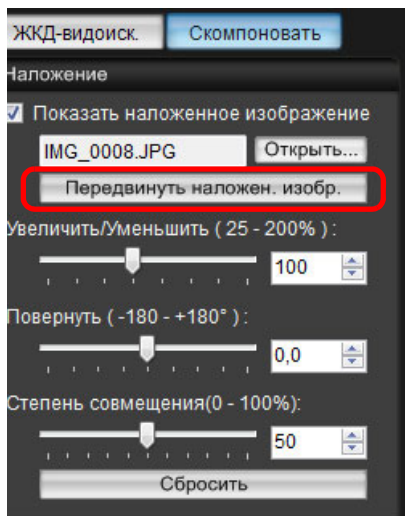 ЖКД-видоиск. Скомпоновать
Наложение
Показать наложенное изображение
IMG_0008.JPG Открыть...
Передвинуть наложен. изобр.
Увеличить/Уменьшить ( 25 - 200% ) :
100
Повернуть ( -180 - +180° ) :
0,0
Степень совмещения(0 - 100%):
50
Сбросить